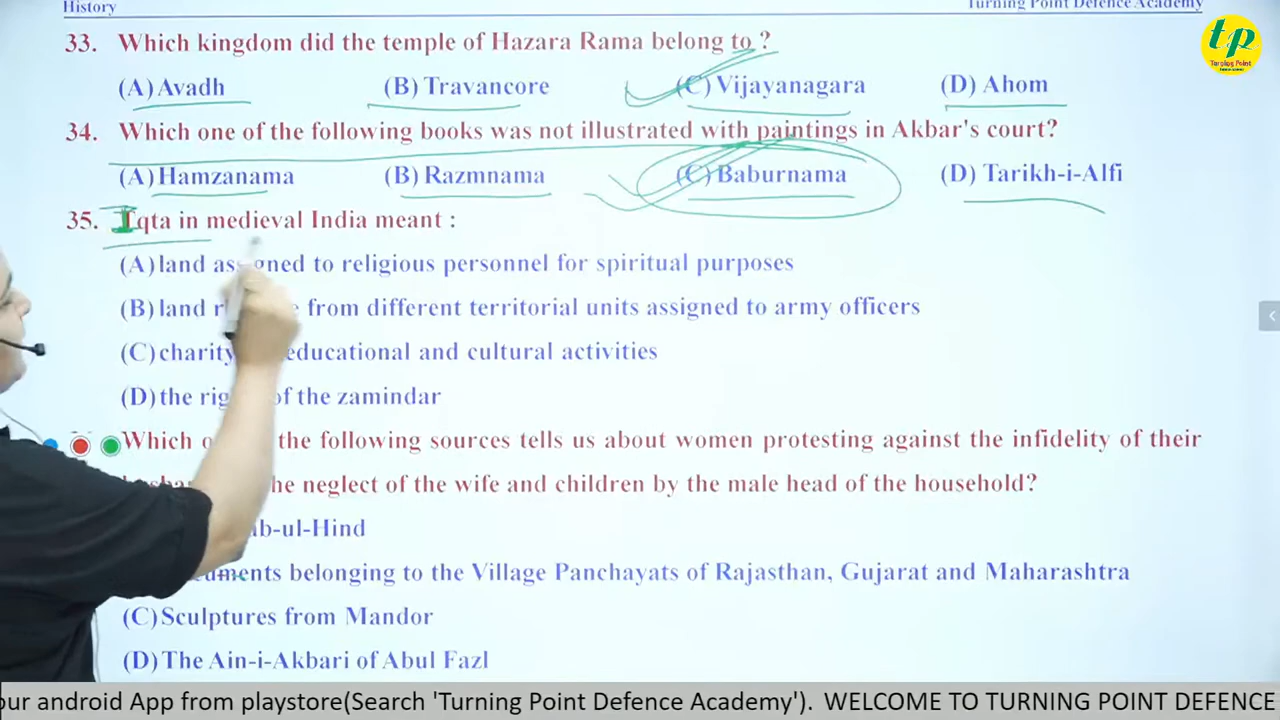 History
Turning Point Defence Academy
tp
Turning Point
33. Which kingdom did the temple of Hazara Rama belong to ?
(A) Avadh (B) Travancore (C) Vijayanagara (D) Ahom
34. Which one of the following books was not illustrated with paintings in Akbar's court?
(A) Hamzanama (B) Razmnama (C) Baburnama (D) Tarikh-i-Alfi
35. Iqta in medieval India meant :
(A) land assigned to religious personnel for spiritual purposes
(B) land from different territorial units assigned to army officers
(C) charity educational and cultural activities
(D) the of the zamindar
Which the following sources tells us about women protesting against the infidelity of their
neglect of the wife and children by the male head of the household?
ul-Hind
belonging to the Village Panchayats of Rajasthan, Gujarat and Maharashtra
(C) Sculptures from Mandor
(D) The Ain-i-Akbari of Abul Fazl
our android App from playstore(Search 'Turning Point Defence Academy'). WELCOME TO TURNING POINT DEFENCE